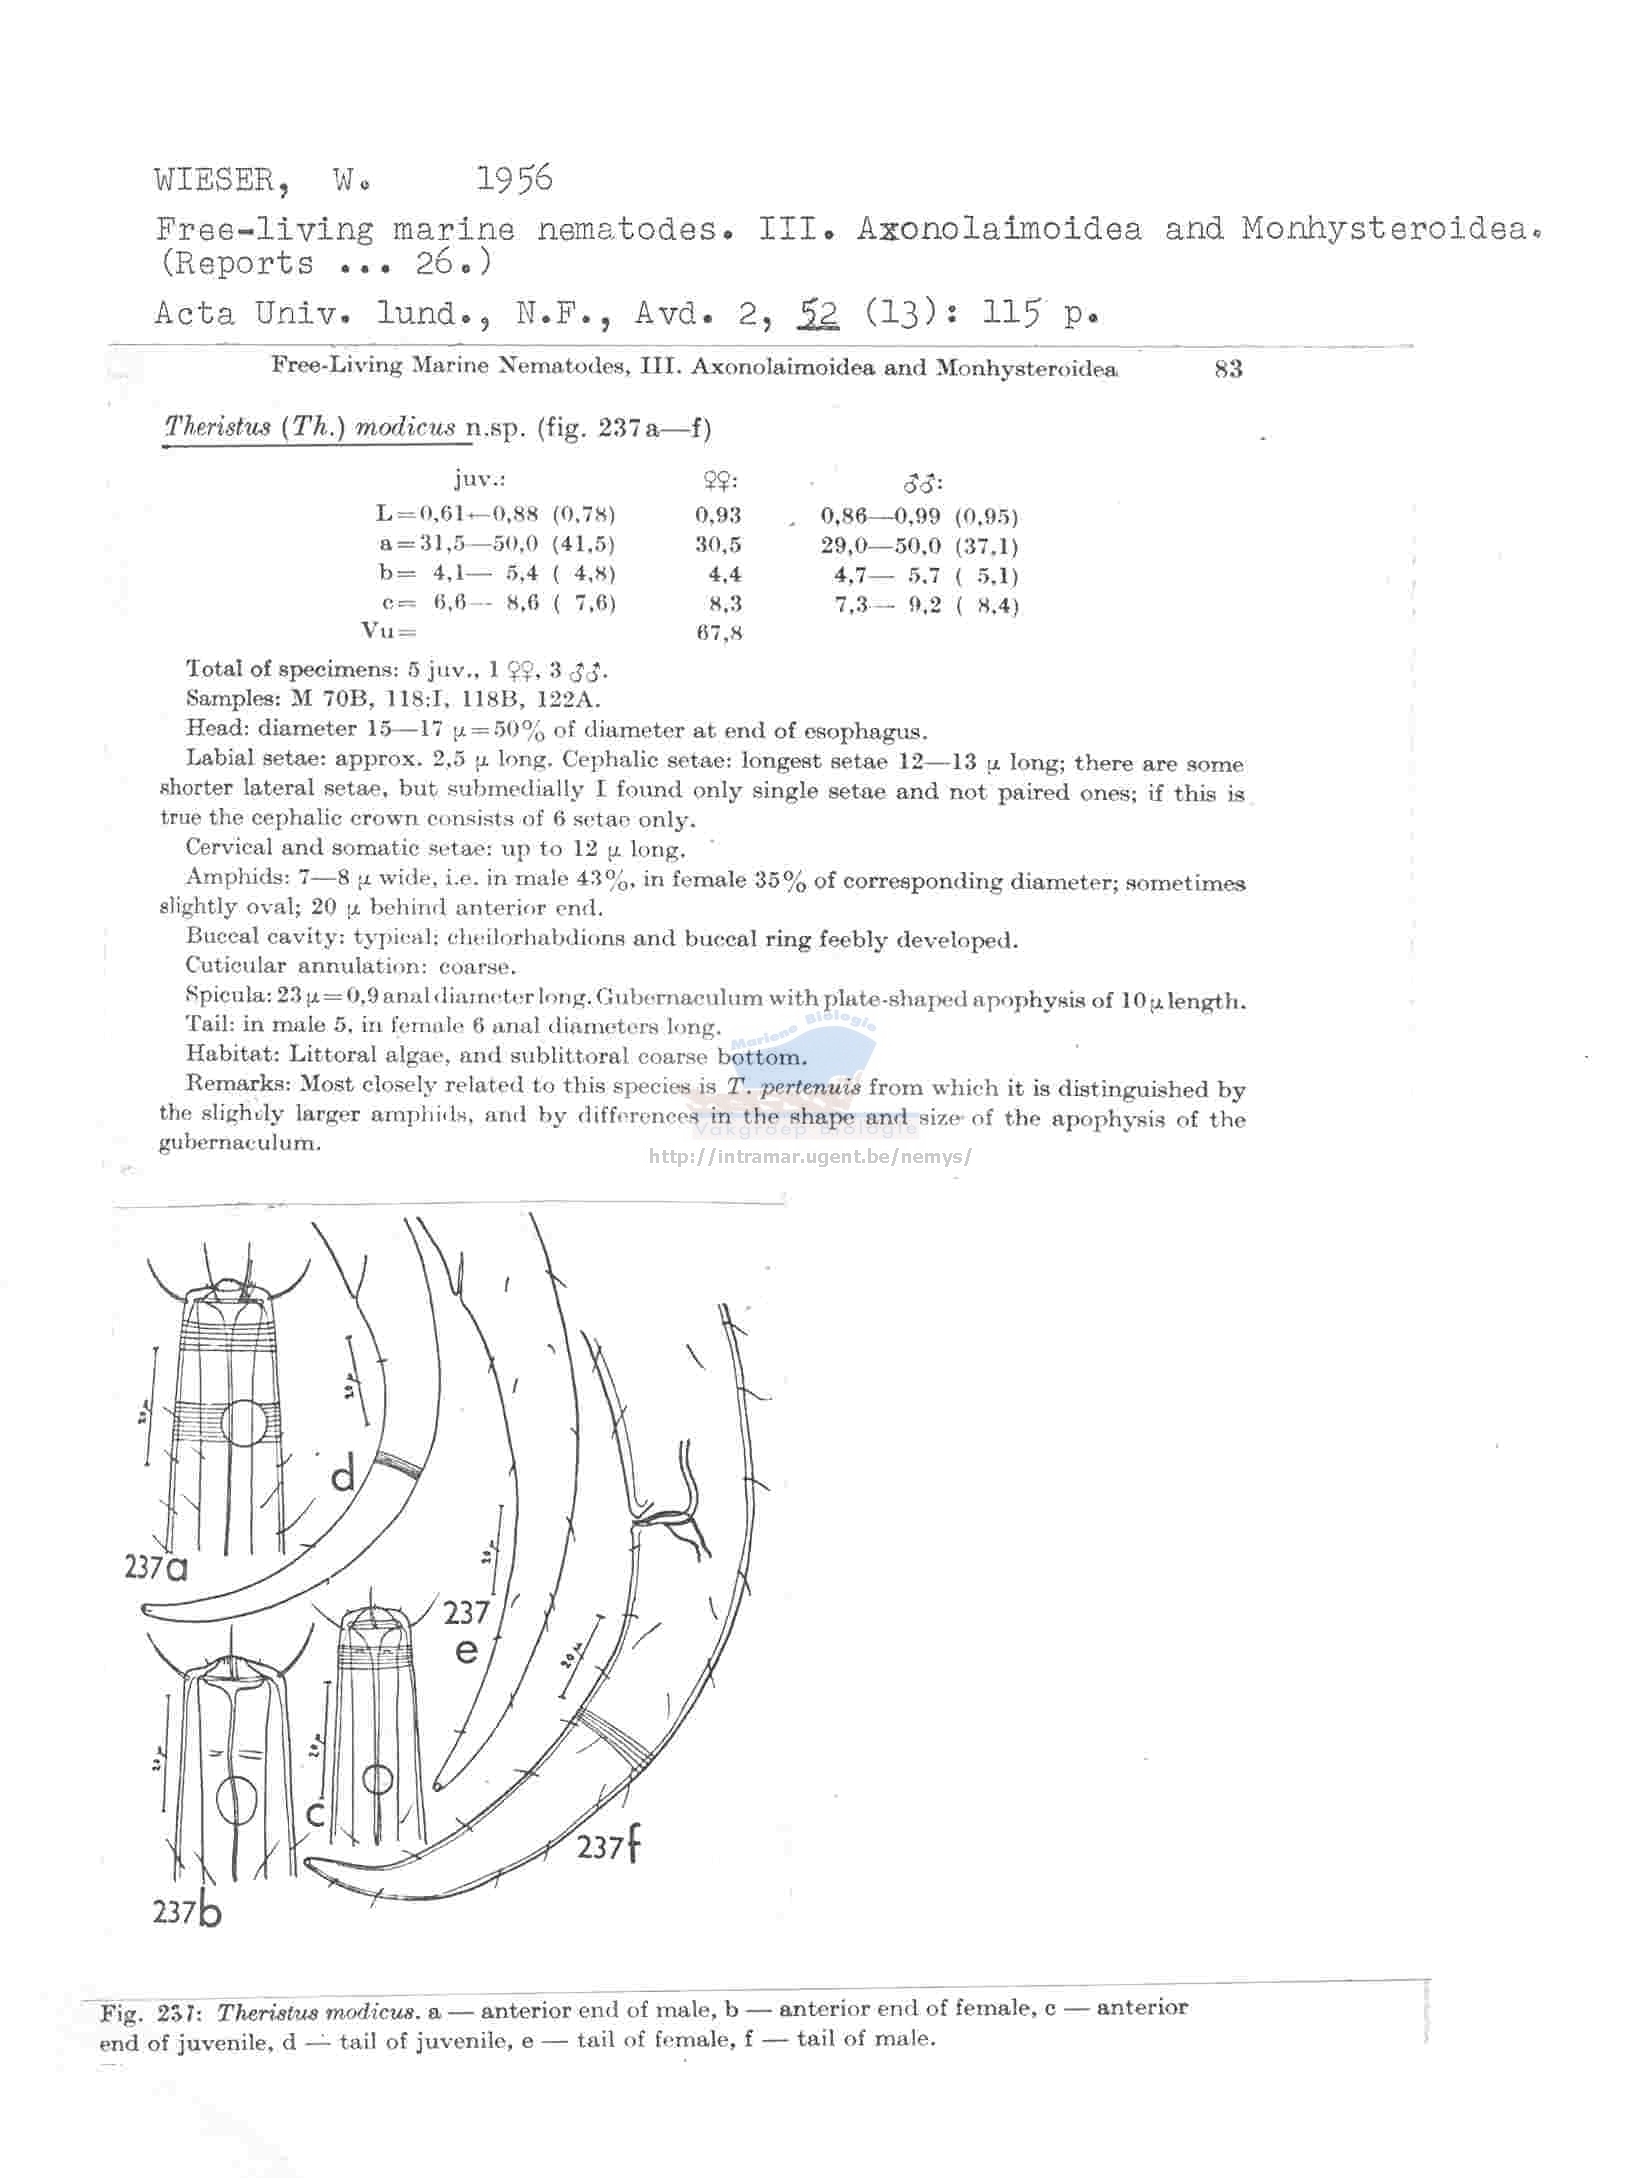 WIESER, W. 1956
Free-living marine nematodes. III. Axonolaimoidea and Monhysteroidea.
(Reports ... 26.)
Acta Univ. lund., N.F., Avd. 2, 52 (13): 115 p.
Free-Living Marine Nematodes, III. Axonolaimoidea and Monhysteroidea 83
Theristus (Th.) modicus n.sp. (fig. 237 a—f)
juv.: ♀♀: ♂♂:
L=0,61—0,88 (0,78) 0,93 0,86—0,99 (0,95)
a=31,5—50,0 (41,5) 30,5 29,0—50,0 (37,1)
b= 4,1— 5,4 ( 4,8) 4,4 4,7— 5,7 ( 5,1)
c= 6,6— 8,6 ( 7,6) 8,3 7,3— 9,2 ( 8,4)
Vu= 67,8
Total of specimens: 5 juv., 1 ♀♀, 3 ♂♂.
Samples: M 70B, 118:I, 118B, 122A.
Head: diameter 15—17 μ=50% of diameter at end of esophagus.
Labial setae: approx. 2,5 μ long. Cephalic setae: longest setae 12—13 μ long; there are some
shorter lateral setae, but submedially I found only single setae and not paired ones; if this is
true the cephalic crown consists of 6 setae only.
Cervical and somatic setae: up to 12 μ long.
Amphids: 7—8 μ wide, i.e. in male 43%, in female 35% of corresponding diameter; sometimes
slightly oval; 20 μ behind anterior end.
Buccal cavity: typical; cheilorhabdions and buccal ring feebly developed.
Cuticular annulation: coarse.
Spicula: 23 μ=0,9 anal diameter long. Gubernaculum with plate-shaped apophysis of 10 μ length.
Tail: in male 5, in female 6 anal diameters long.
Habitat: Littoral algae, and sublittoral coarse bottom.
Remarks: Most closely related to this species is T. pertenuis from which it is distinguished by
the slightly larger amphids, and by differences in the shape and size of the apophysis of the
gubernaculum.
Mariene Biologie
Vakgroep Biologie
http://intramar.ugent.be/nemys/
20 μ
20 μ
d
237a
20 μ
237
e
20 μ
20 μ
20 μ
c
237f
237b
Fig. 237: Theristus modicus. a — anterior end of male, b — anterior end of female, c — anterior
end of juvenile, d — tail of juvenile, e — tail of female, f — tail of male.